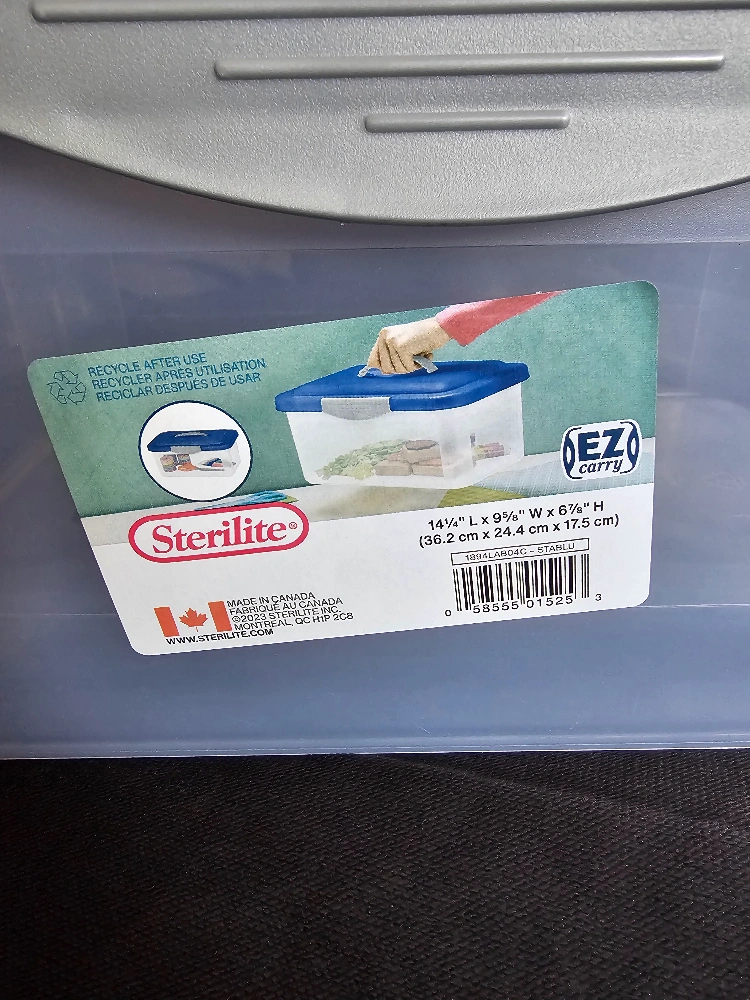 RECYCLE AFTER USE
RECYCLER APRÈS UTILISATION
RECICLAR DESPUÉS DE USAR
EZ
carry
Sterilite®
14¼" L x 9⅝" W x 6⅞" H
(36.2 cm x 24.4 cm x 17.5 cm)
1894LAB04C - STABLU
0 58555 01525 3
MADE IN CANADA
FABRIQUÉ AU CANADA
©2023 STERILITE INC.
MONTREAL, QC H1P 2C8
WWW.STERILITE.COM